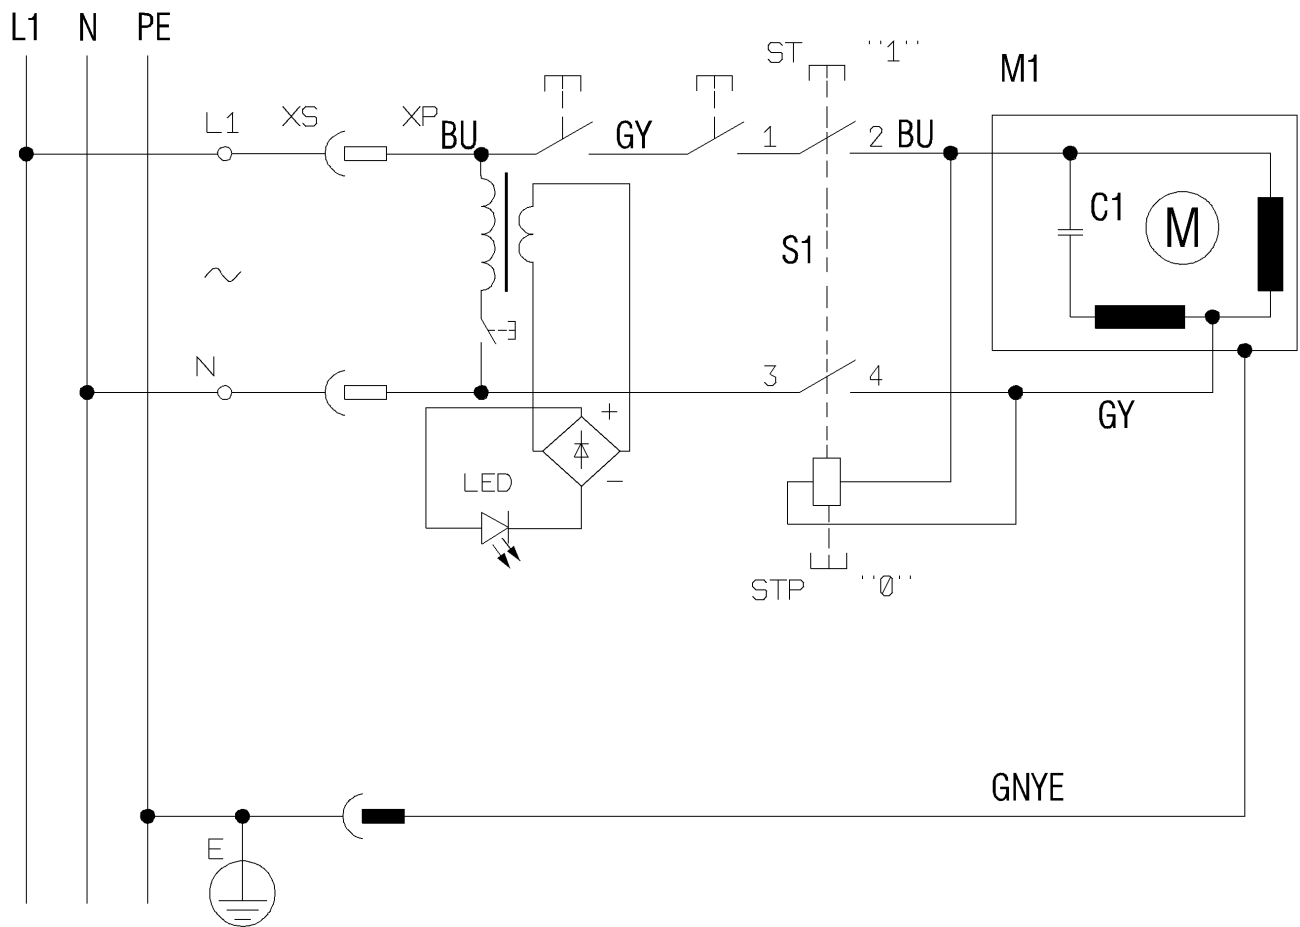 L1 N PE
ST "1"
M1
L1 XS XP BU GY 1 2 BU
C1 M
S1
N 3 4
GY
+
LED
-
STP "0"
GNYE
E